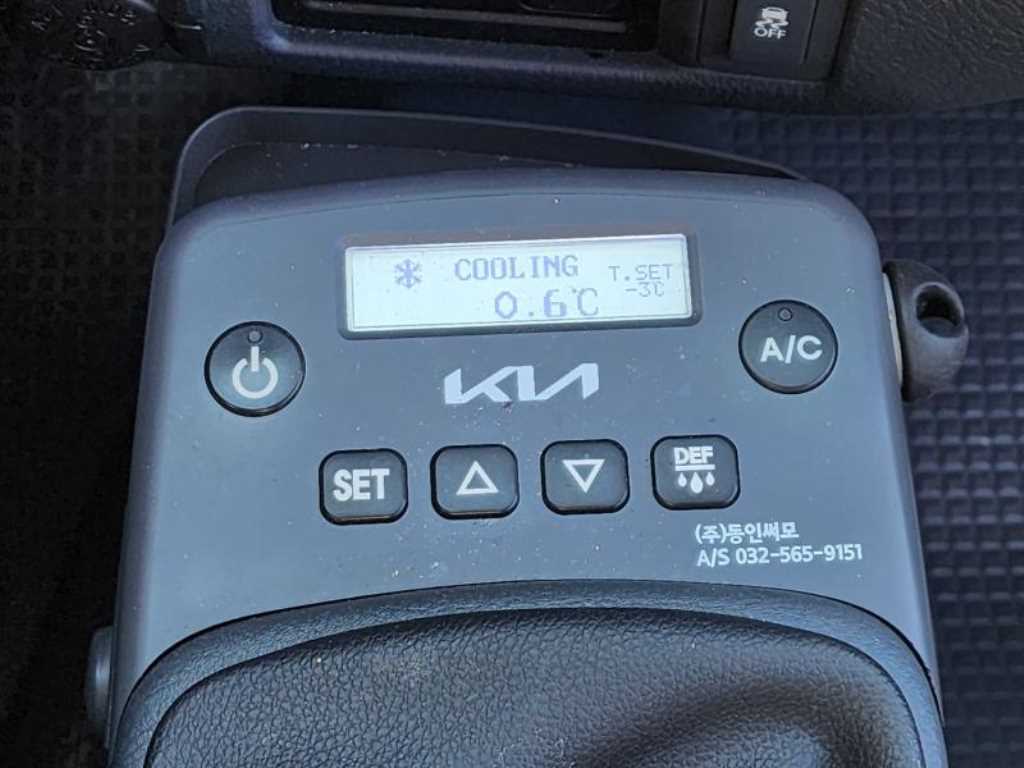 OFF
COOLING
T.SET
-3℃
0.6℃
A/C
KIA
SET
DEF
(주)동인써모
A/S 032-565-9151